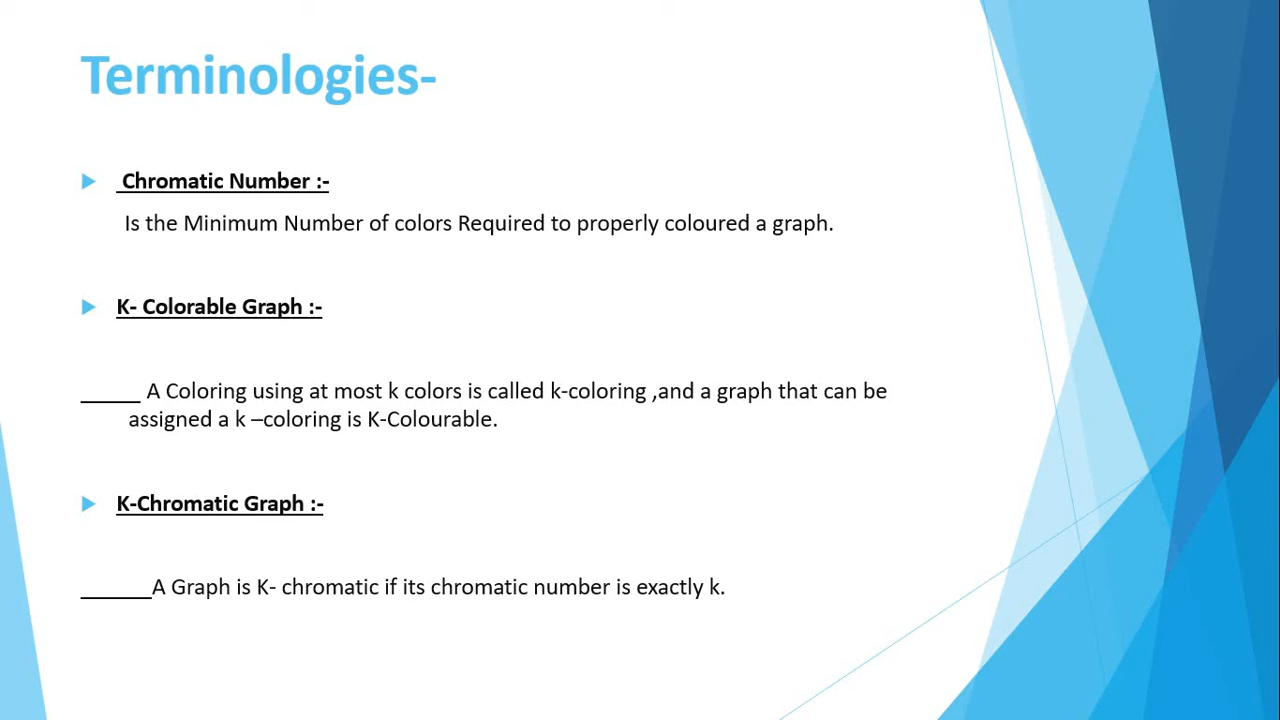 Terminologies-
Chromatic Number :-
Is the Minimum Number of colors Required to properly coloured a graph.
K- Colorable Graph :-
_____ A Coloring using at most k colors is called k-coloring ,and a graph that can be
assigned a k –coloring is K-Colourable.
K-Chromatic Graph :-
______A Graph is K- chromatic if its chromatic number is exactly k.